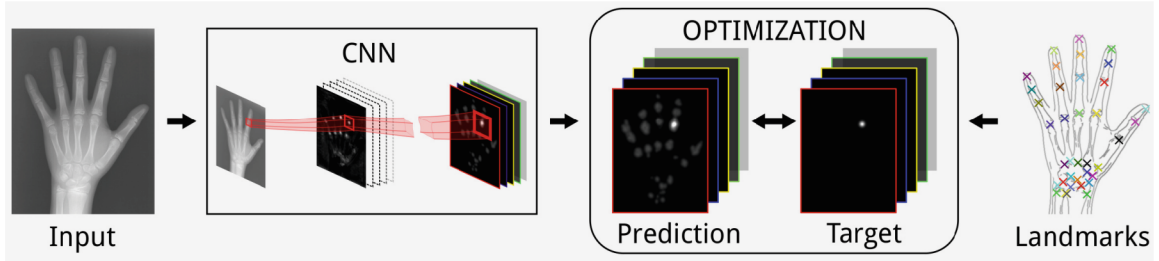 Input
CNN
OPTIMIZATION
Prediction
Target
Landmarks